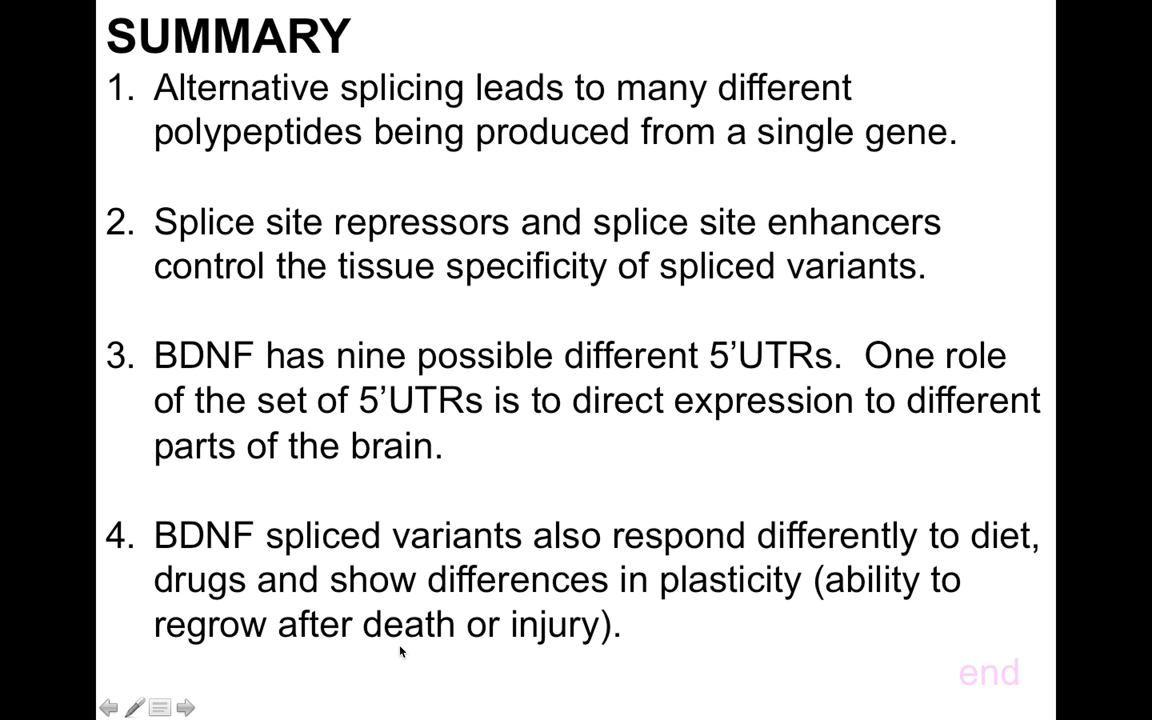 SUMMARY
1. Alternative splicing leads to many different
polypeptides being produced from a single gene.
2. Splice site repressors and splice site enhancers
control the tissue specificity of spliced variants.
3. BDNF has nine possible different 5’UTRs. One role
of the set of 5’UTRs is to direct expression to different
parts of the brain.
4. BDNF spliced variants also respond differently to diet,
drugs and show differences in plasticity (ability to
regrow after death or injury).
end